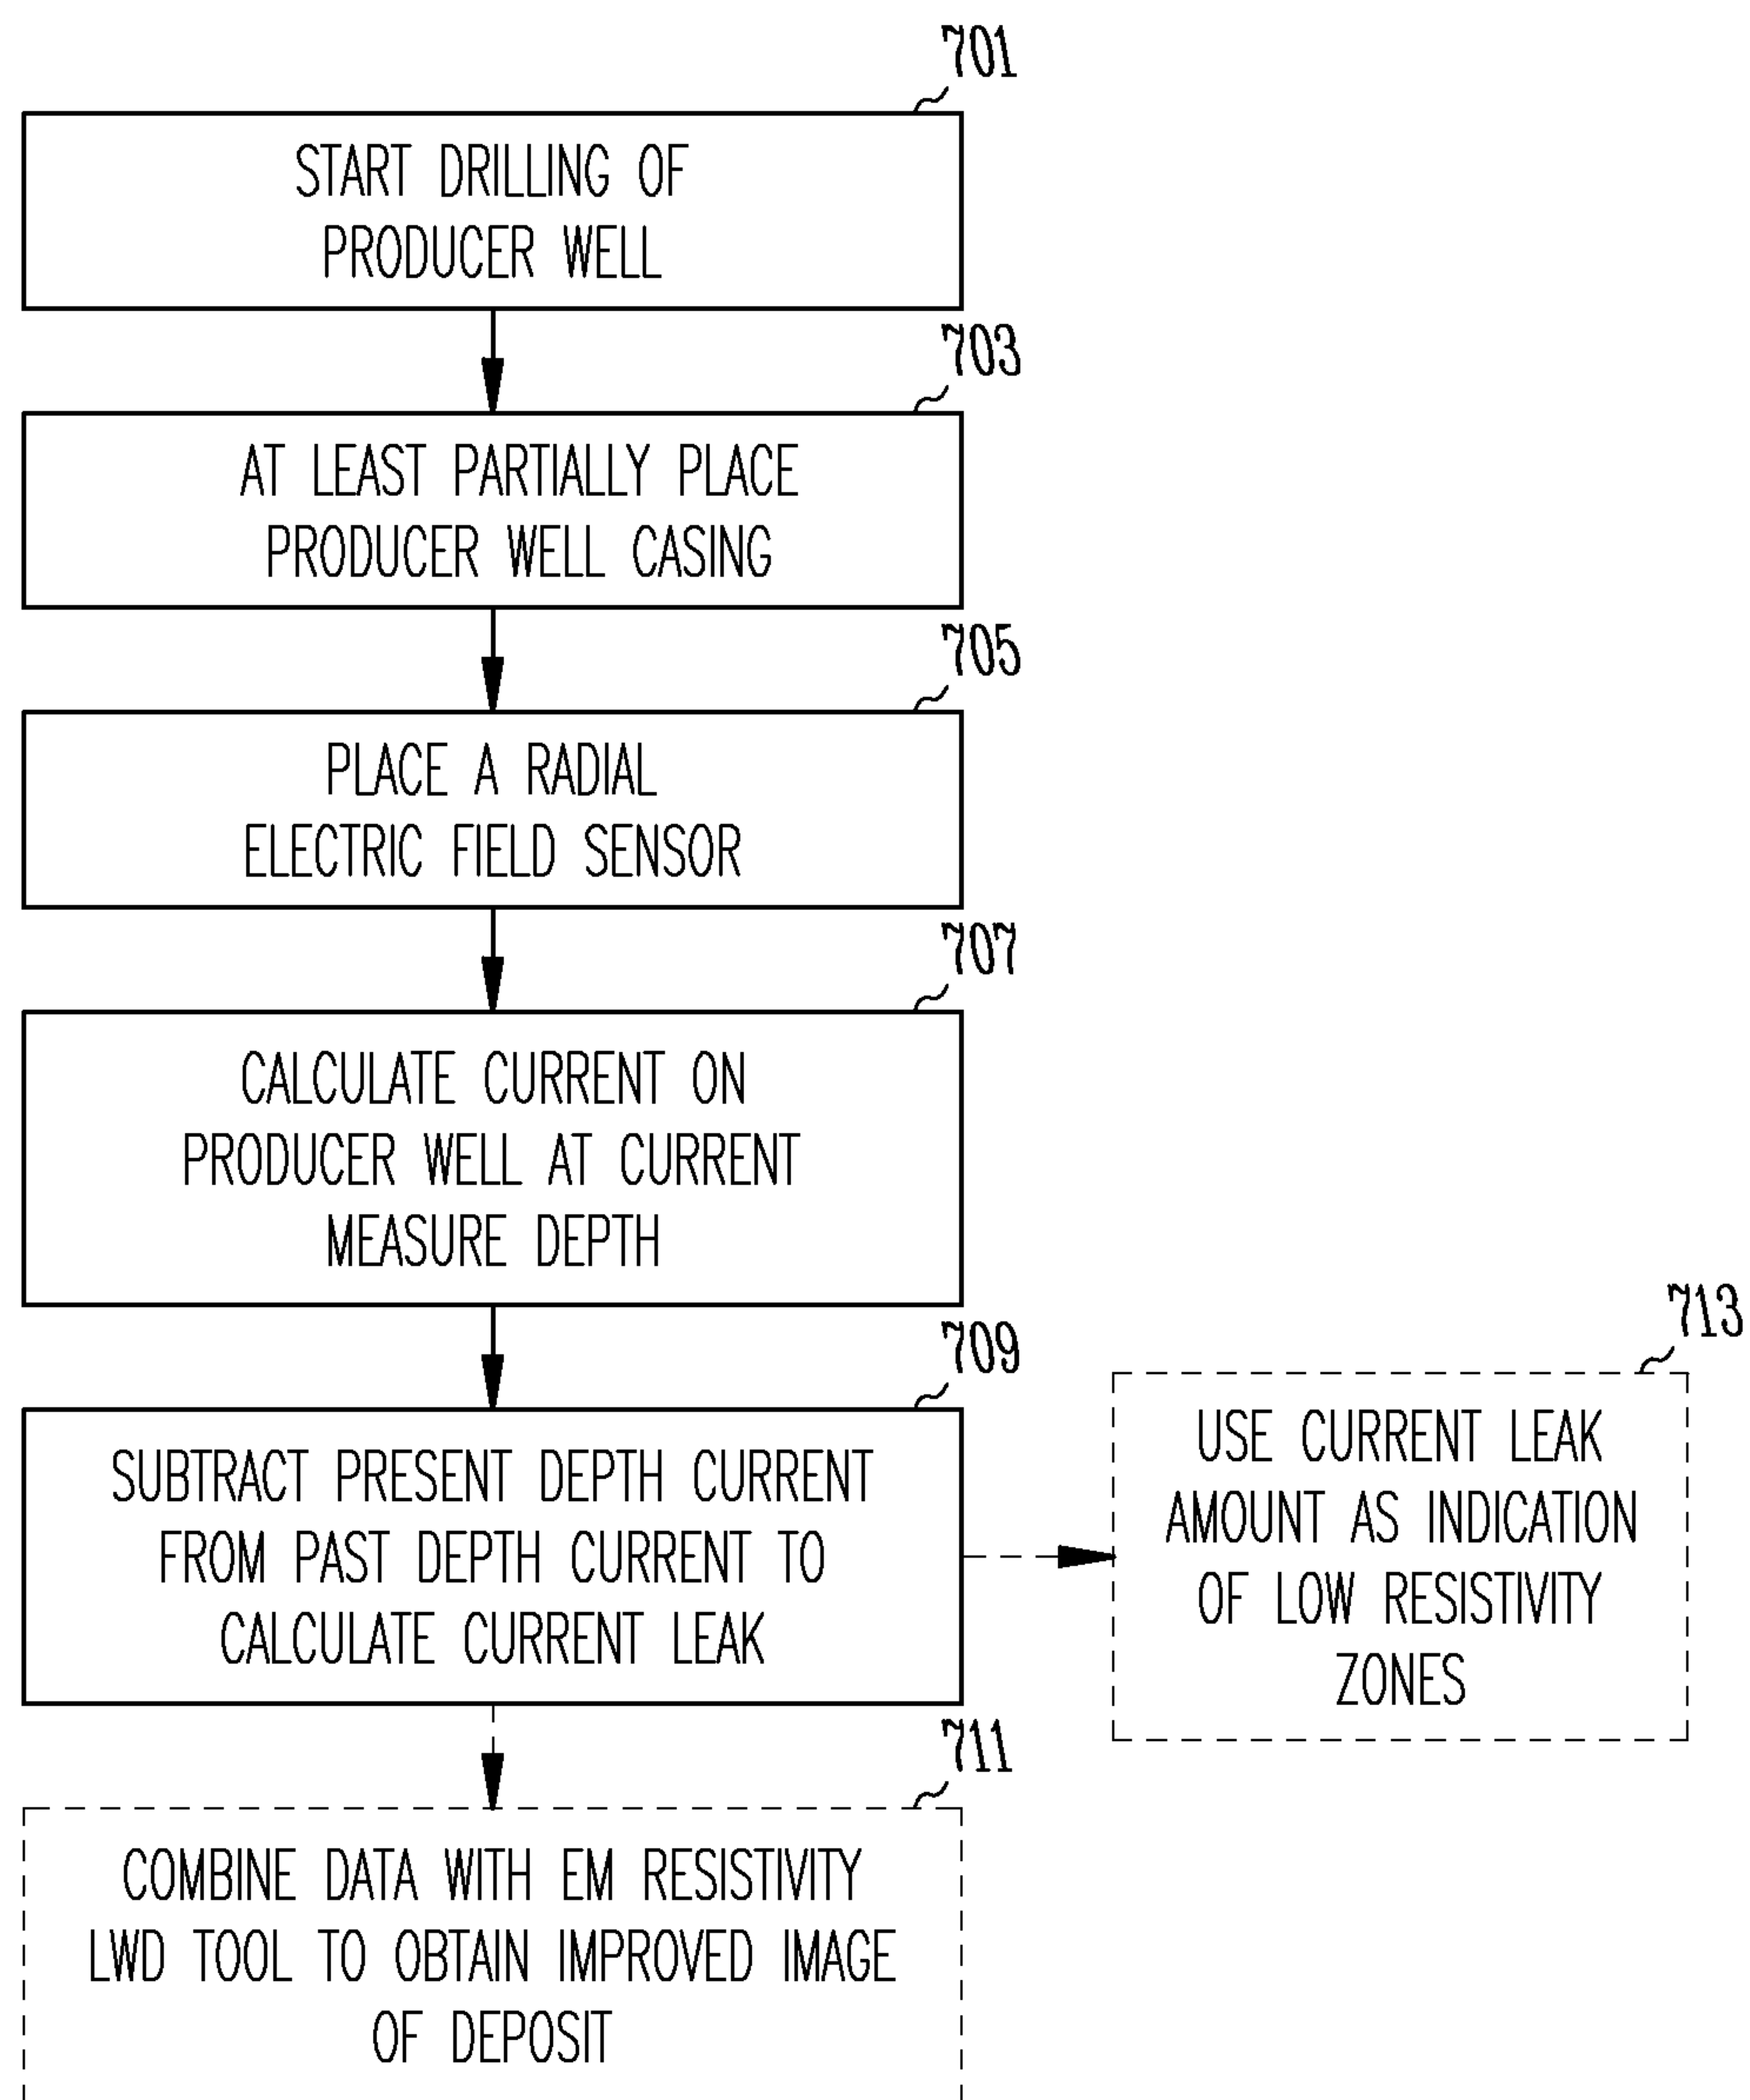 701
START DRILLING OF
PRODUCER WELL
703
AT LEAST PARTIALLY PLACE
PRODUCER WELL CASING
705
PLACE A RADIAL
ELECTRIC FIELD SENSOR
707
CALCULATE CURRENT ON
PRODUCER WELL AT CURRENT
MEASURE DEPTH
709
SUBTRACT PRESENT DEPTH CURRENT
FROM PAST DEPTH CURRENT TO
CALCULATE CURRENT LEAK
713
USE CURRENT LEAK
AMOUNT AS INDICATION
OF LOW RESISTIVITY
ZONES
711
COMBINE DATA WITH EM RESISTIVITY
LWD TOOL TO OBTAIN IMPROVED IMAGE
OF DEPOSIT